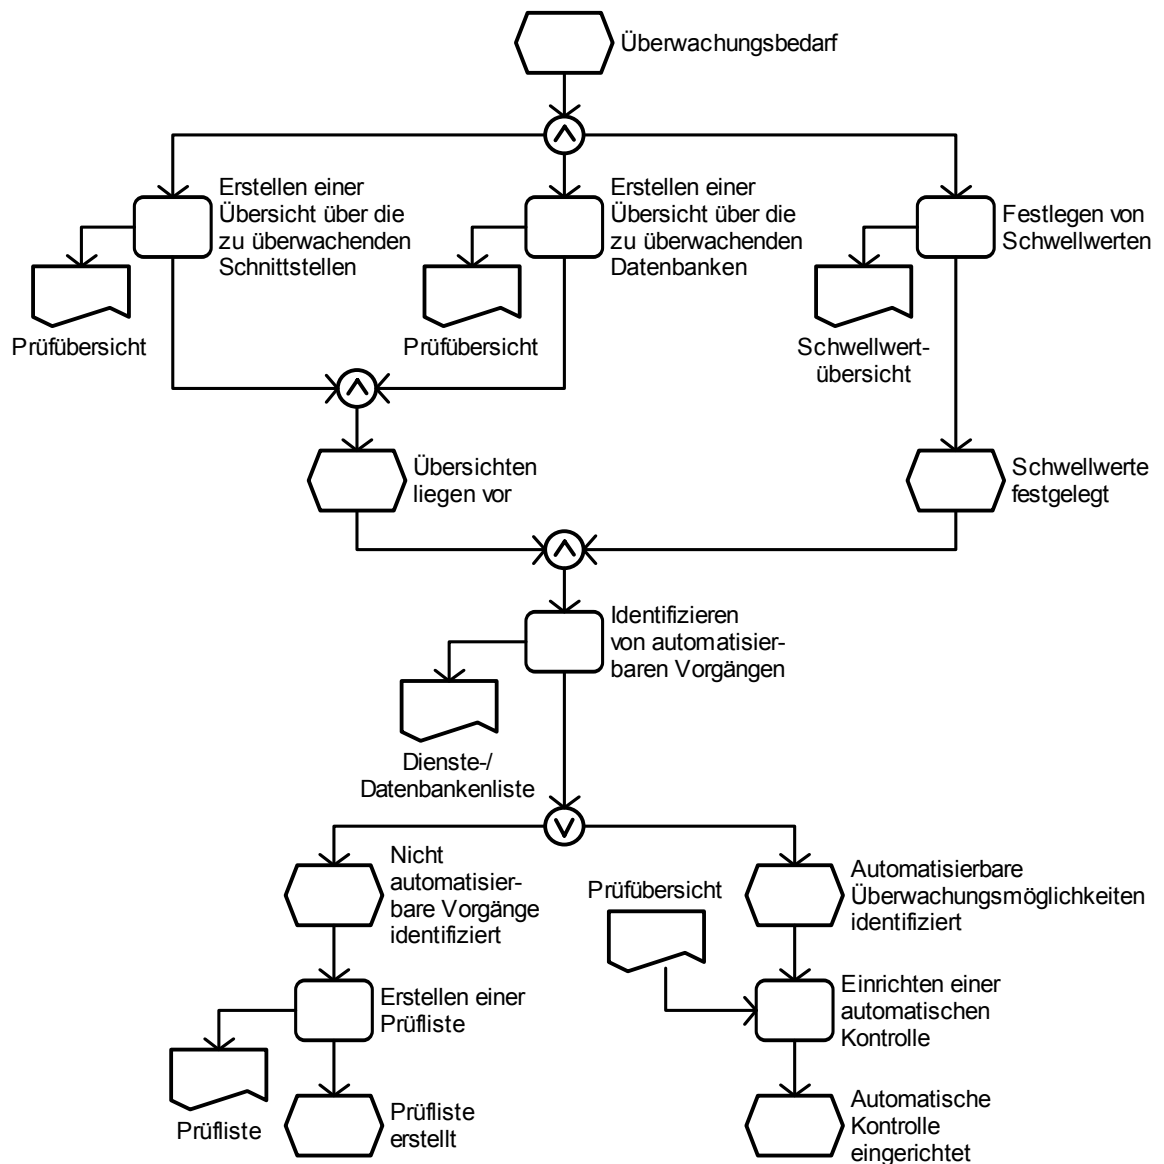 Überwachungsbedarf
Erstellen einer
Übersicht über die
zu überwachenden
Schnittstellen
Erstellen einer
Übersicht über die
zu überwachenden
Datenbanken
Festlegen von
Schwellwerten
Prüfübersicht
Prüfübersicht
Schwellwert-
übersicht
Übersichten
liegen vor
Schwellwerte
festgelegt
Identifizieren
von automatisier-
baren Vorgängen
Dienste-/
Datenbankenliste
Nicht
automatisier-
bare Vorgänge
identifiziert
Prüfübersicht
Automatisierbare
Überwachungsmöglichkeiten
identifiziert
Erstellen einer
Prüfliste
Einrichten einer
automatischen
Kontrolle
Prüfliste
Prüfliste
erstellt
Automatische
Kontrolle
eingerichtet